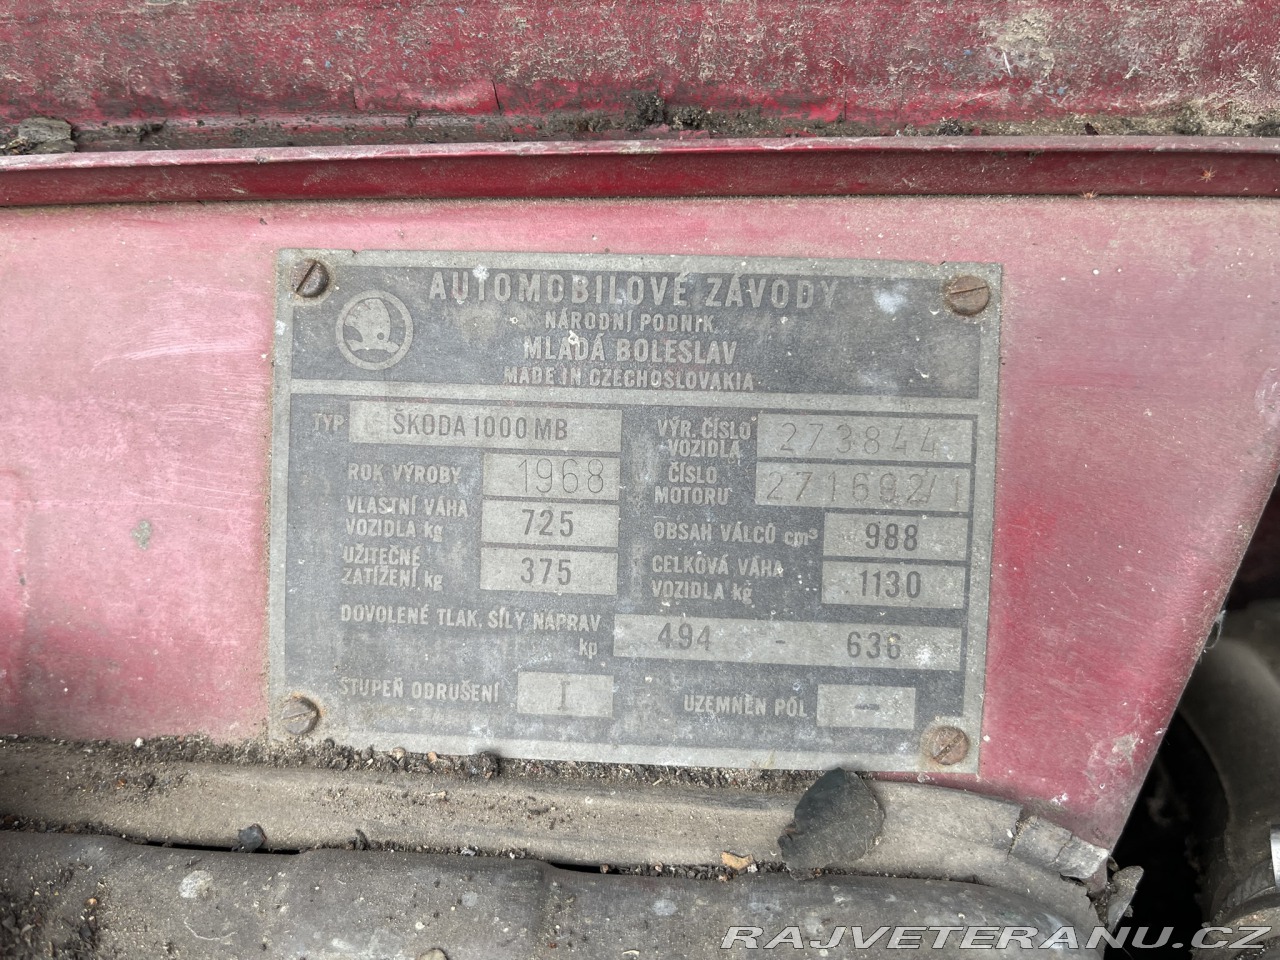 AUTOMOBILOVÉ ZÁVODY
NÁRODNÍ PODNIK
MLADÁ BOLESLAV
MADE IN CZECHOSLOVAKIA
TYP ŠKODA 1000 MB
VÝR. ČÍSLO VOZIDLA 273844
ROK VÝROBY 1968
ČÍSLO MOTORU 271692/1
VLASTNÍ VÁHA VOZIDLA kg 725
OBSAH VÁLCŮ cm³ 988
UŽITEČNÉ ZATÍŽENÍ kg 375
CELKOVÁ VÁHA VOZIDLA kg 1130
DOVOLENÉ TLAK. SÍLY NÁPRAV kp 494 - 636
STUPEŇ ODRUŠENÍ I
UZEMNĚN PÓL –
RAJVETERANU.CZ